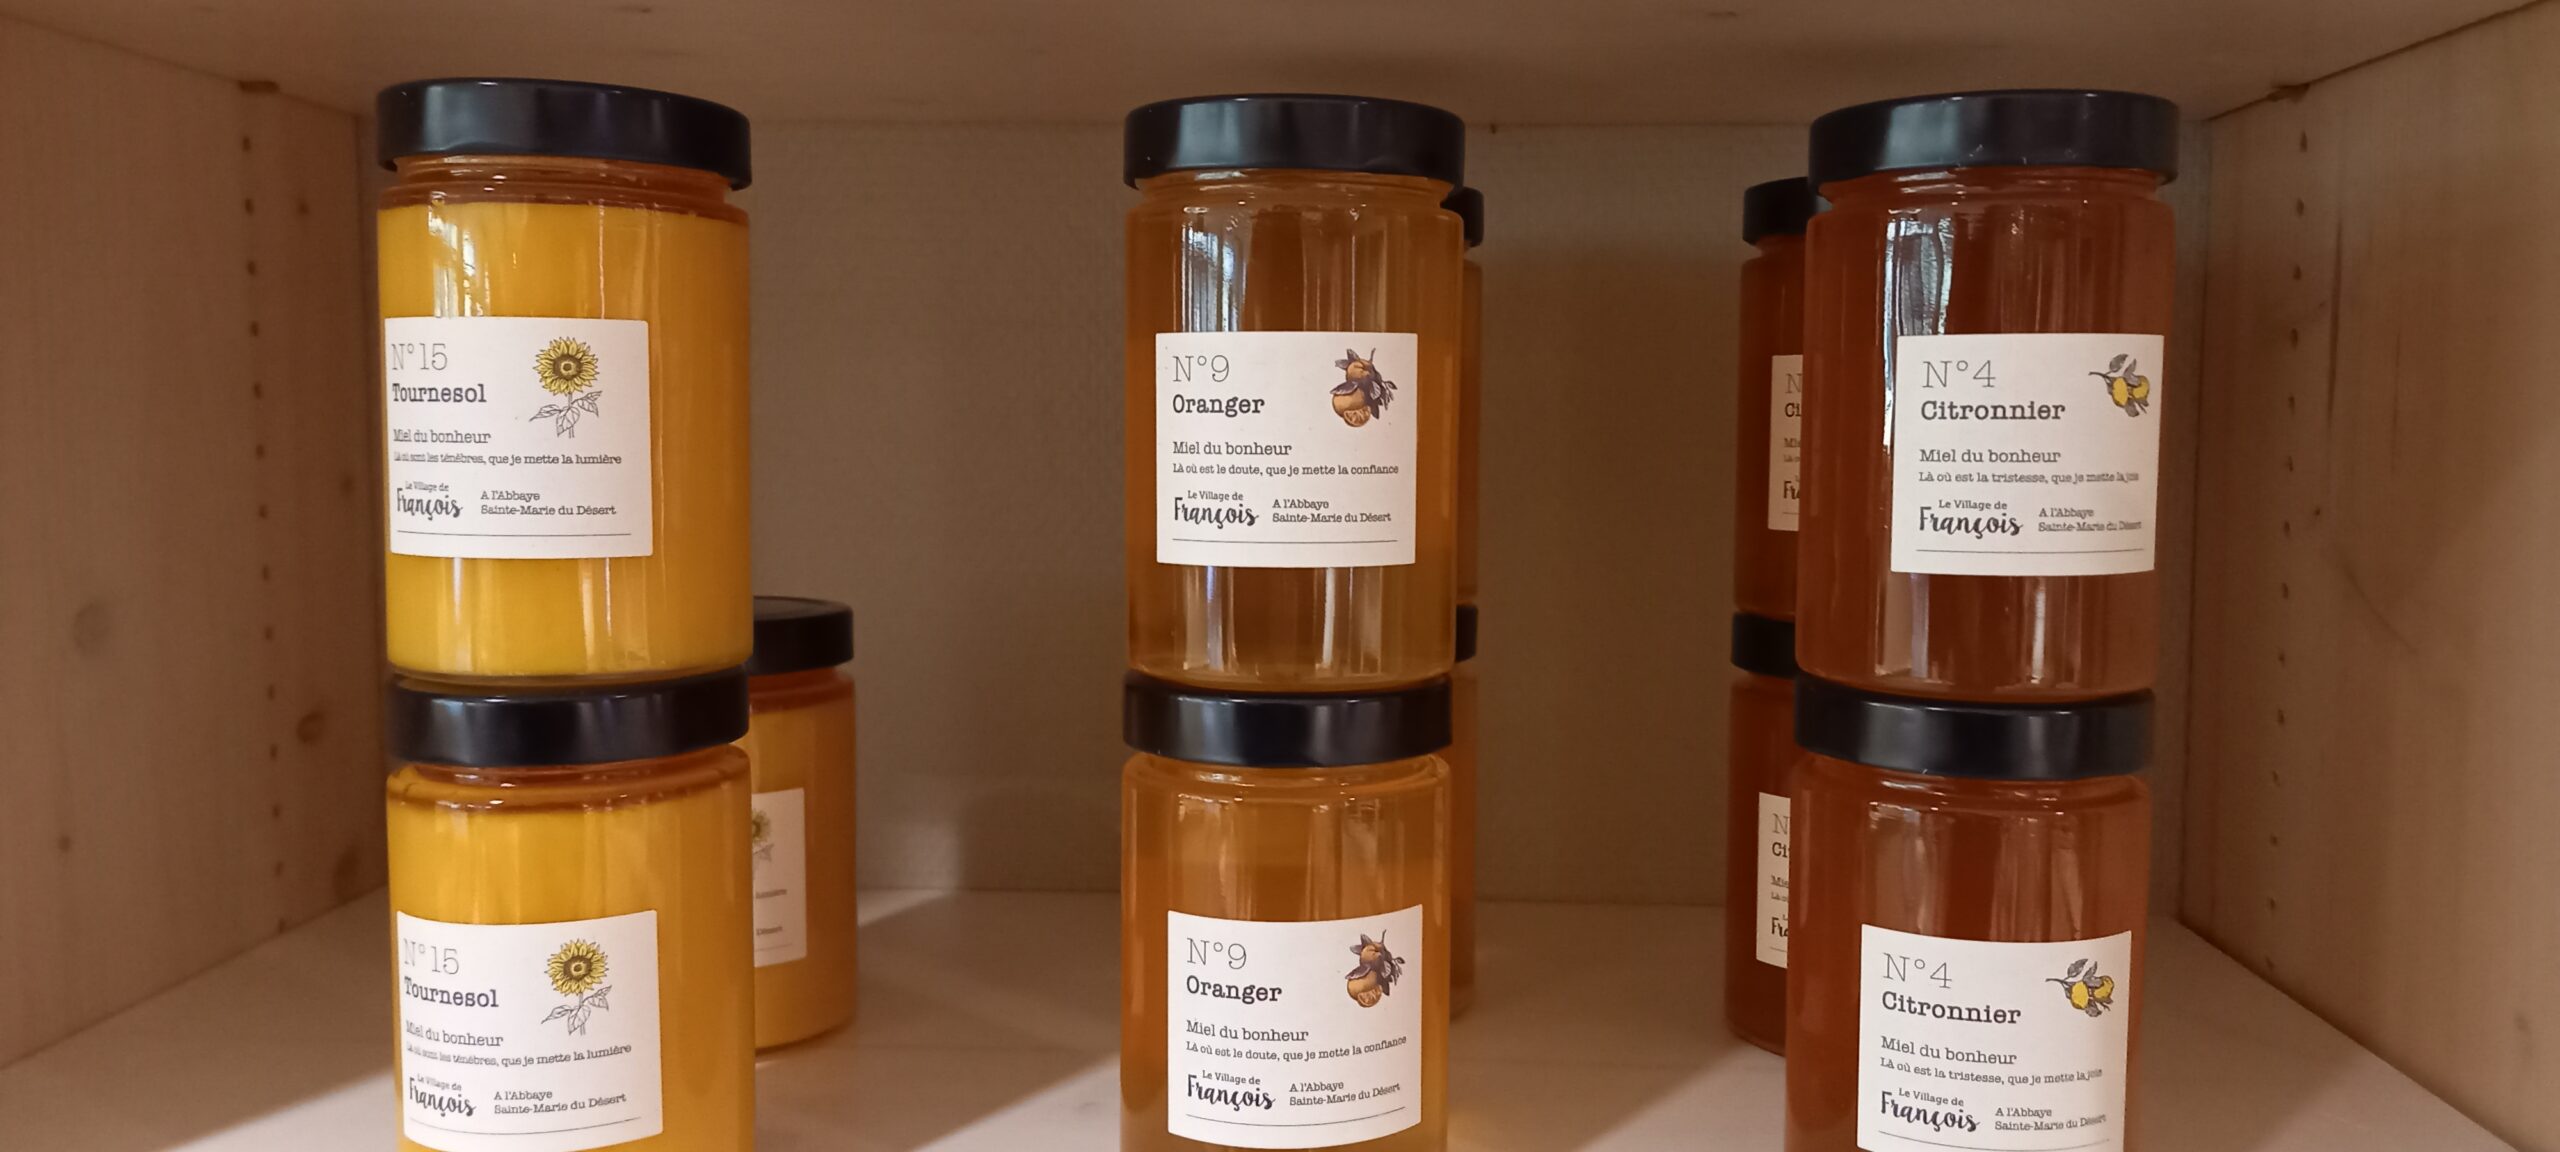 N°15
Tournesol
Miel du bonheur
Là où sont les ténèbres, que je mette la lumière
Le Village de
François
A l'Abbaye
Sainte-Marie du Désert
N°9
Oranger
Miel du bonheur
Là où est le doute, que je mette la confiance
Le Village de
François
A l'Abbaye
Sainte-Marie du Désert
N°4
Citronnier
Miel du bonheur
Là où est la tristesse, que je mette la joie
Le Village de
François
A l'Abbaye
Sainte-Marie du Désert
N°15
Tournesol
Miel du bonheur
Là où sont les ténèbres, que je mette la lumière
Le Village de
François
A l'Abbaye
Sainte-Marie du Désert
lumière
Désert
N°9
Oranger
Miel du bonheur
Là où est le doute, que je mette la confiance
Le Village de
François
A l'Abbaye
Sainte-Marie du Désert
N°4
Citronnier
Miel du bonheur
Là où est la tristesse, que je mette la joie
Le Village de
François
A l'Abbaye
Sainte-Marie du Désert